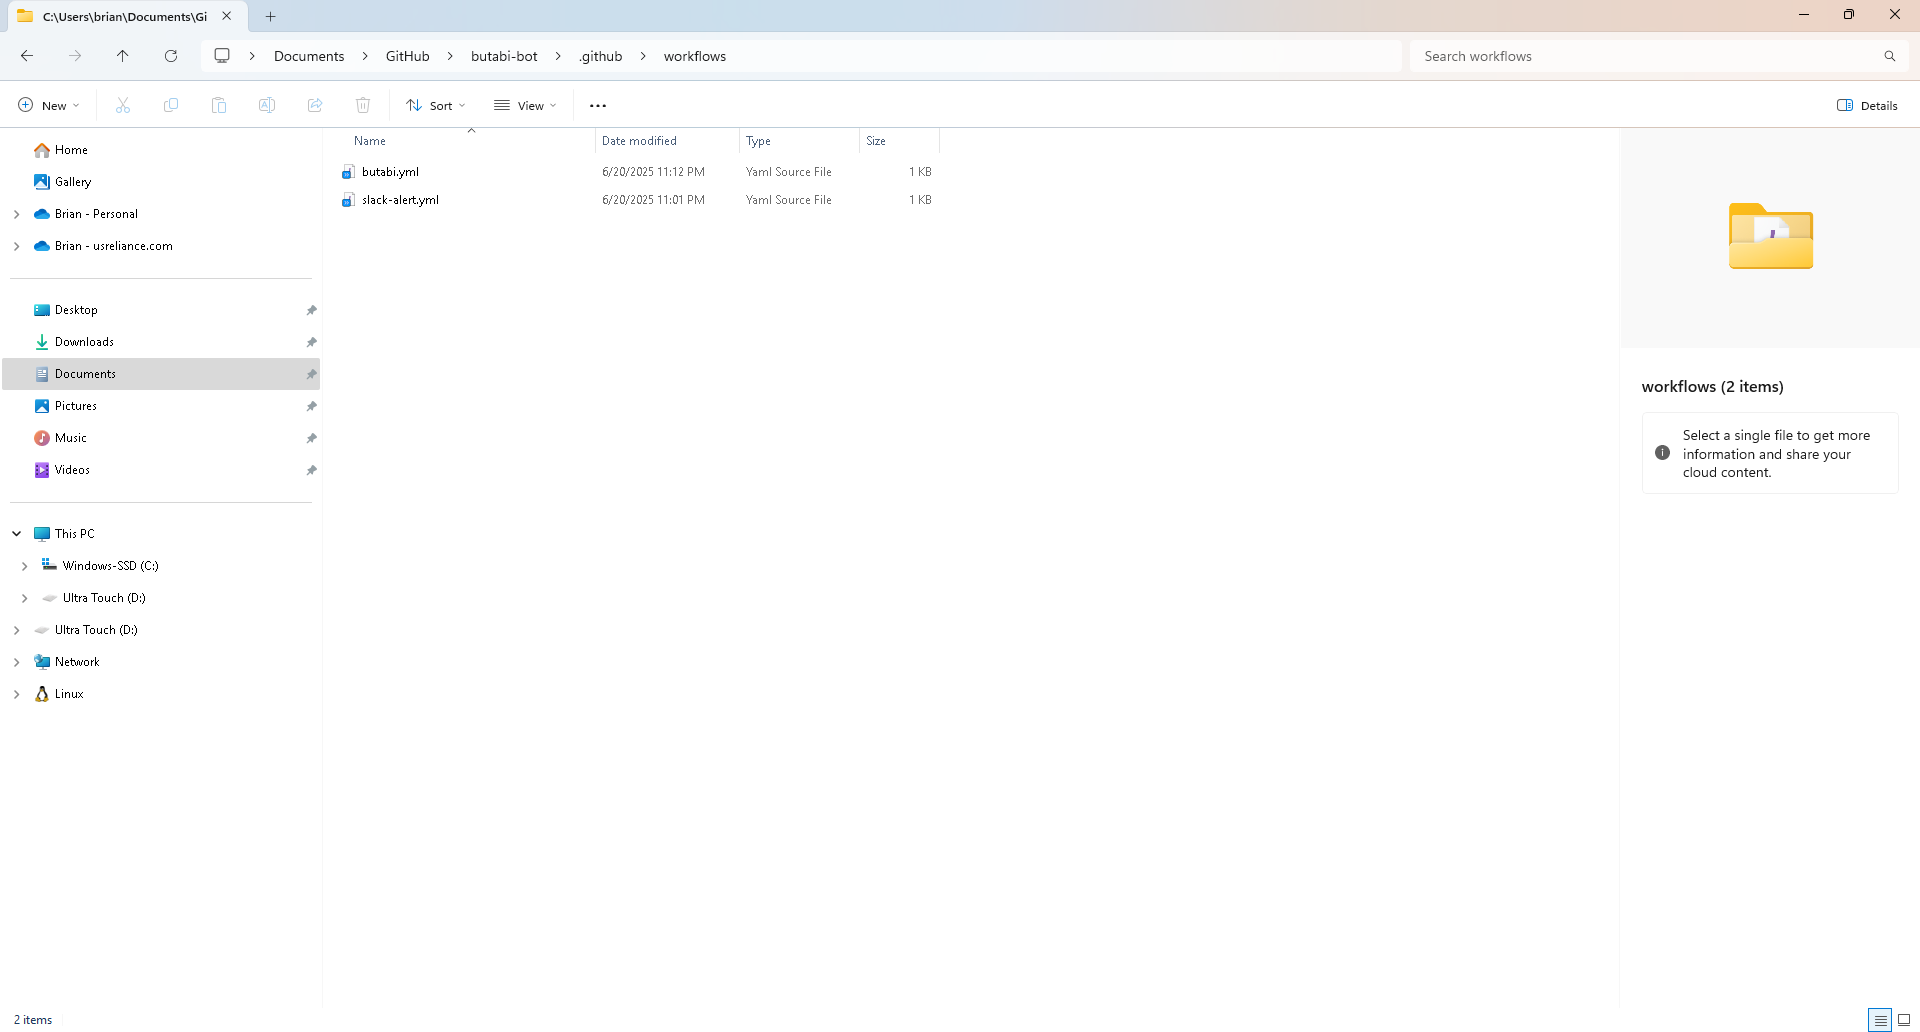 C:\Users\brian\Documents\Gi
Documents
GitHub
butabi-bot
.github
workflows
Search workflows
New
Sort
View
Details
Name
Date modified
Type
Size
butabi.yml
6/20/2025 11:12 PM
Yaml Source File
1 KB
slack-alert.yml
6/20/2025 11:01 PM
Yaml Source File
1 KB
Home
Gallery
Brian - Personal
Brian - usreliance.com
Desktop
Downloads
Documents
Pictures
Music
Videos
This PC
Windows-SSD (C:)
Ultra Touch (D:)
Ultra Touch (D:)
Network
Linux
workflows (2 items)
Select a single file to get more
information and share your
cloud content.
2 items